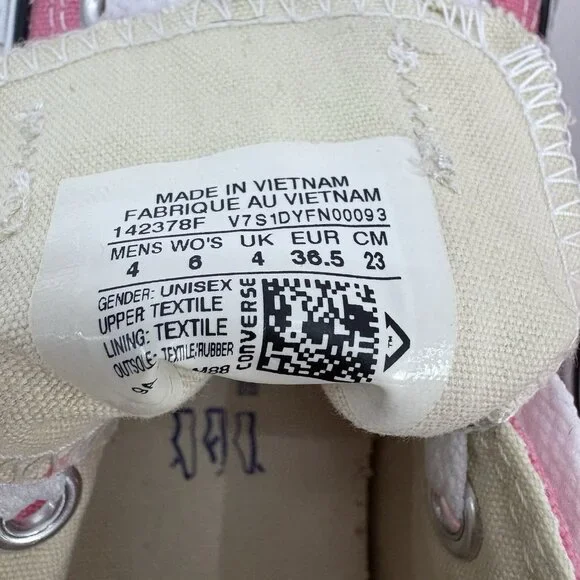 MADE IN VIETNAM
FABRIQUE AU VIETNAM
142378F V7S1DYFN00093
MENS WO'S UK EUR CM
4 6 4 36.5 23
GENDER: UNISEX
UPPER: TEXTILE
LINING: TEXTILE
OUTSOLE: TEXTILE/RUBBER
CONVERSE
TM